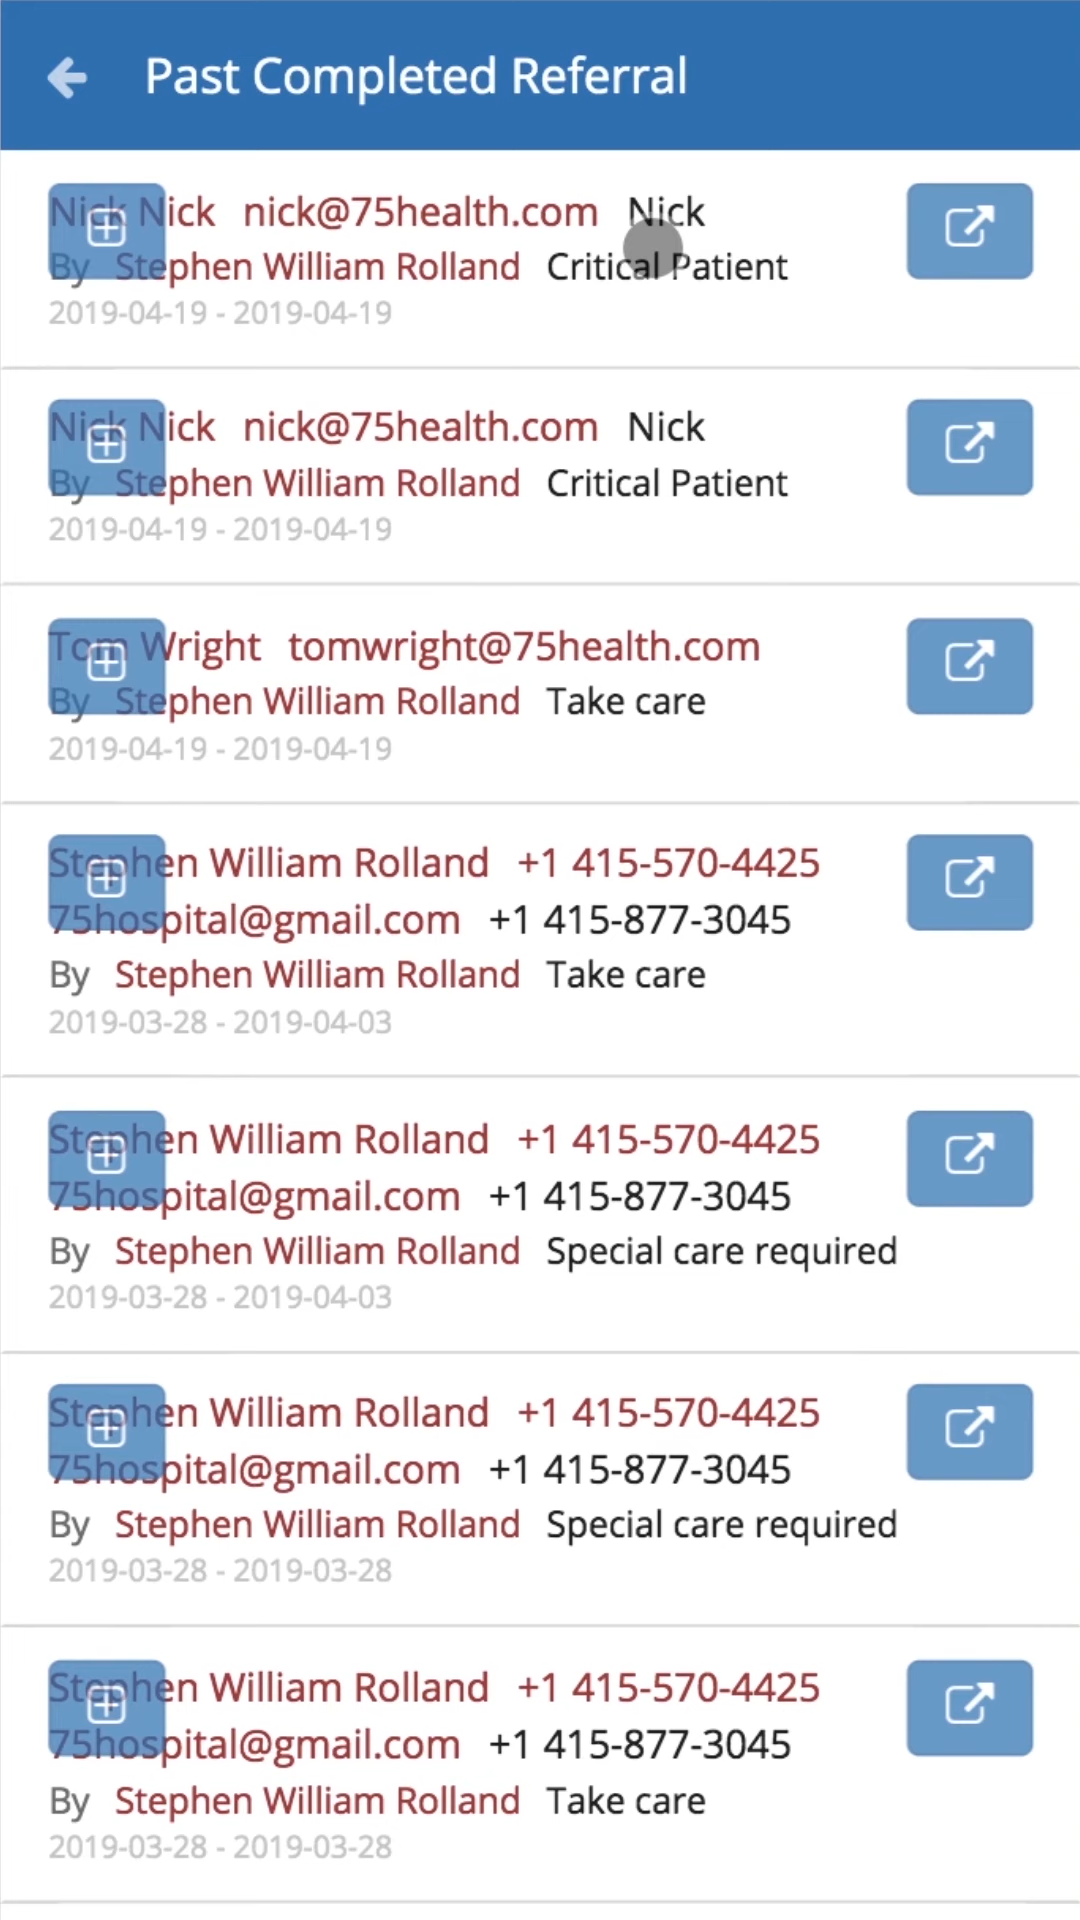 Past Completed Referral
Nick Nick nick@75health.com Nick
By Stephen William Rolland Critical Patient
2019-04-19 - 2019-04-19
Nick Nick nick@75health.com Nick
By Stephen William Rolland Critical Patient
2019-04-19 - 2019-04-19
Tom Wright tomwright@75health.com
By Stephen William Rolland Take care
2019-04-19 - 2019-04-19
Stephen William Rolland +1 415-570-4425
75hospital@gmail.com +1 415-877-3045
By Stephen William Rolland Take care
2019-03-28 - 2019-04-03
Stephen William Rolland +1 415-570-4425
75hospital@gmail.com +1 415-877-3045
By Stephen William Rolland Special care required
2019-03-28 - 2019-04-03
Stephen William Rolland +1 415-570-4425
75hospital@gmail.com +1 415-877-3045
By Stephen William Rolland Special care required
2019-03-28 - 2019-03-28
Stephen William Rolland +1 415-570-4425
75hospital@gmail.com +1 415-877-3045
By Stephen William Rolland Take care
2019-03-28 - 2019-03-28